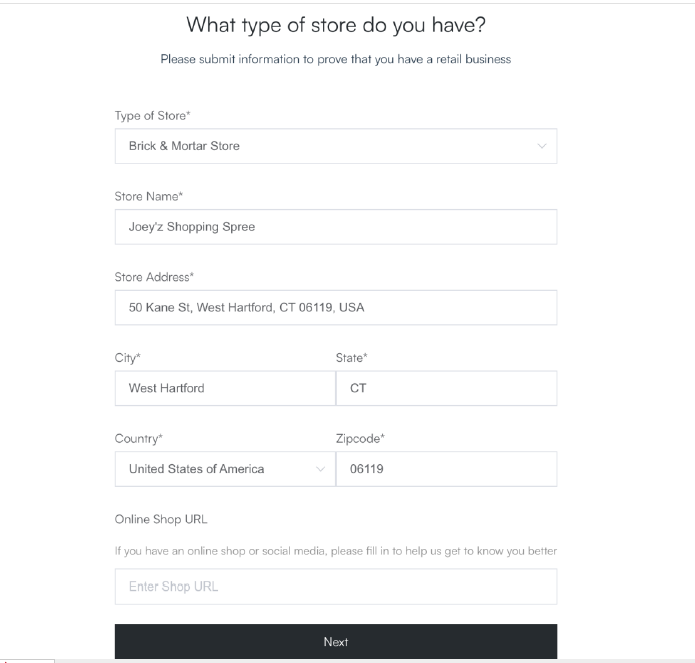 What type of store do you have?
Please submit information to prove that you have a retail business
Type of Store*
Brick & Mortar Store
Store Name*
Joey'z Shopping Spree
Store Address*
50 Kane St, West Hartford, CT 06119, USA
City* State*
West Hartford CT
Country* Zipcode*
United States of America 06119
Online Shop URL
If you have an online shop or social media, please fill in to help us get to know you better
Enter Shop URL
Next